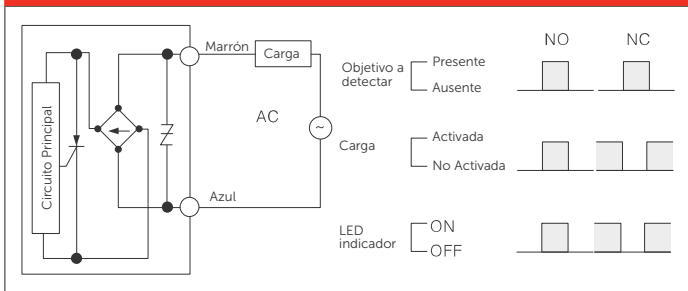 Circuito Principal
Marrón
Carga
AC
~
Azul
NO NC
Objetivo a
detectar
Presente
Ausente
Carga
Activada
No Activada
LED
indicador
ON
OFF